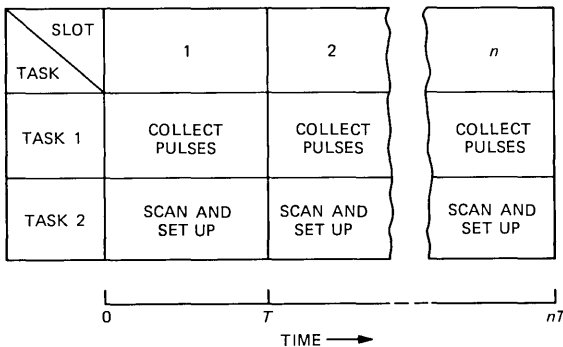 SLOT
TASK
1
2
n
TASK 1
COLLECT
PULSES
COLLECT
PULSES
COLLECT
PULSES
TASK 2
SCAN AND
SET UP
SCAN AND
SET UP
SCAN AND
SET UP
0
T
nT
TIME